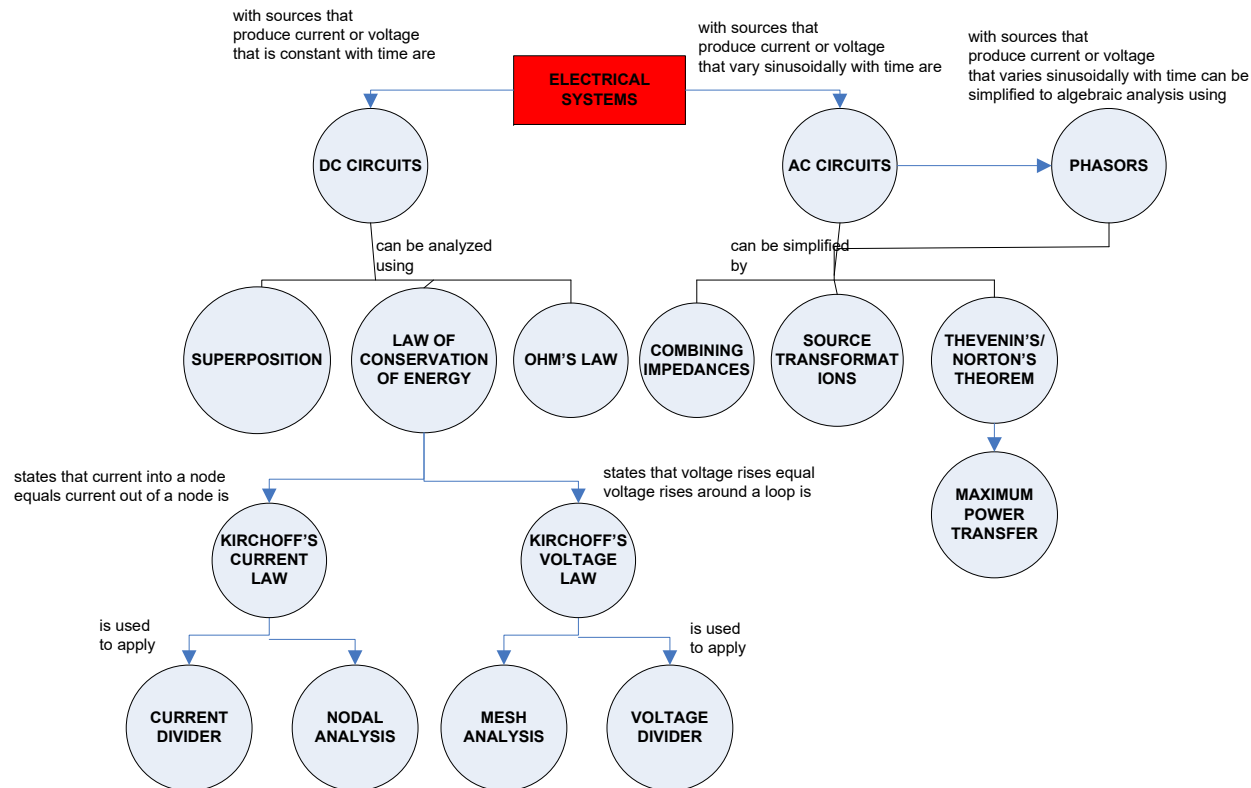 with sources that
produce current or voltage
that is constant with time are
with sources that
produce current or voltage
that vary sinusoidally with time are
with sources that
produce current or voltage
that varies sinusoidally with time can be
simplified to algebraic analysis using
ELECTRICAL
SYSTEMS
DC CIRCUITS
AC CIRCUITS
PHASORS
can be analyzed
using
can be simplified
by
SUPERPOSITION
LAW OF
CONSERVATION
OF ENERGY
OHM'S LAW
COMBINING
IMPEDANCES
SOURCE
TRANSFORMAT
IONS
THEVENIN'S/
NORTON'S
THEOREM
states that current into a node
equals current out of a node is
states that voltage rises equal
voltage rises around a loop is
MAXIMUM
POWER
TRANSFER
KIRCHOFF'S
CURRENT
LAW
KIRCHOFF'S
VOLTAGE
LAW
is used
to apply
is used
to apply
CURRENT
DIVIDER
NODAL
ANALYSIS
MESH
ANALYSIS
VOLTAGE
DIVIDER